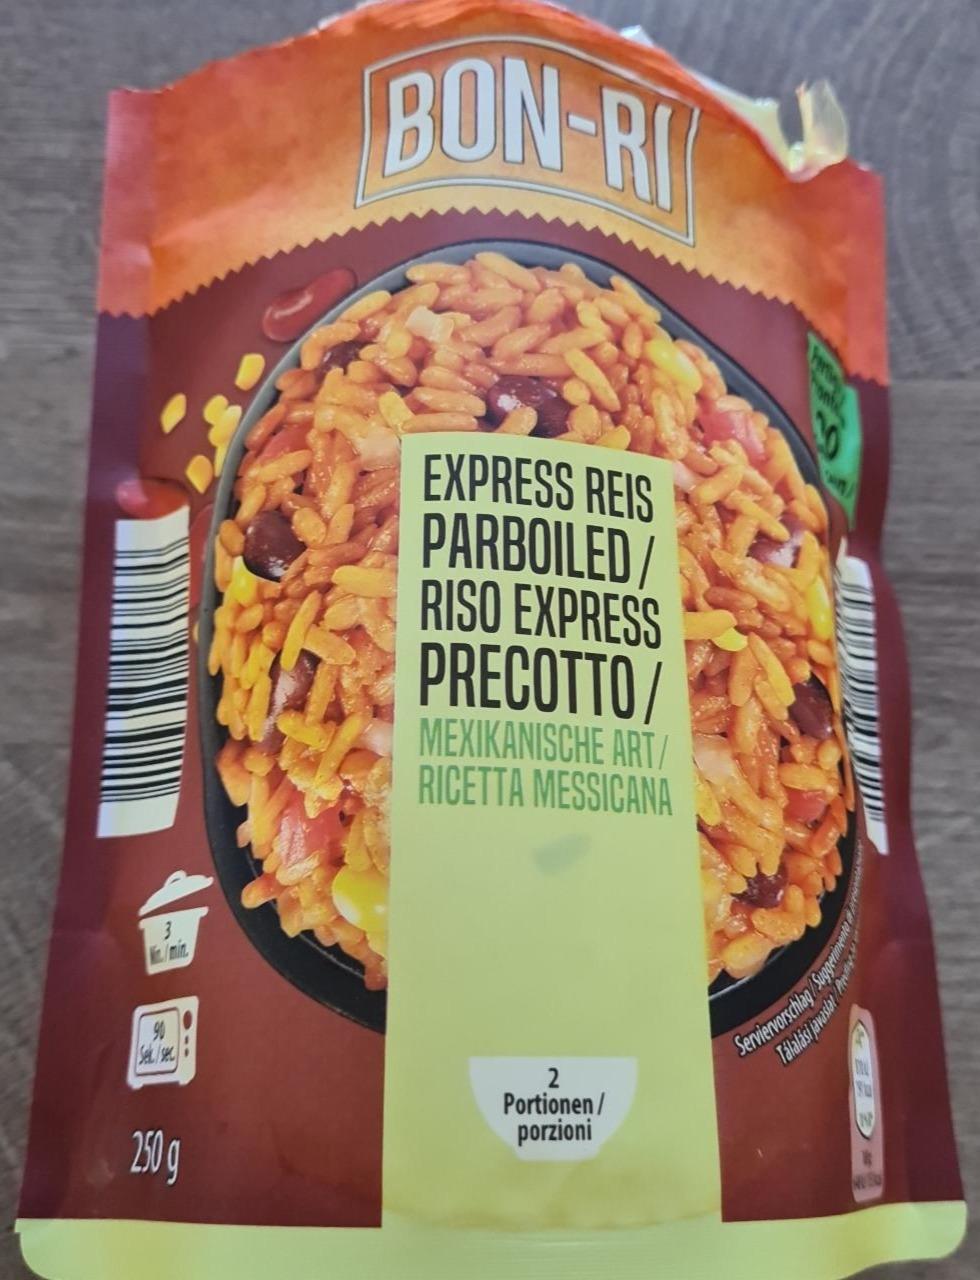 BON-RI
EXPRESS REIS
PARBOILED /
RISO EXPRESS
PRECOTTO /
MEXIKANISCHE ART /
RICETTA MESSICANA
3
Min. / min.
90
Sek. / sec.
250 g
2
Portionen /
porzioni
Serviervorschlag / Suggerimento
Tálalási javaslat /